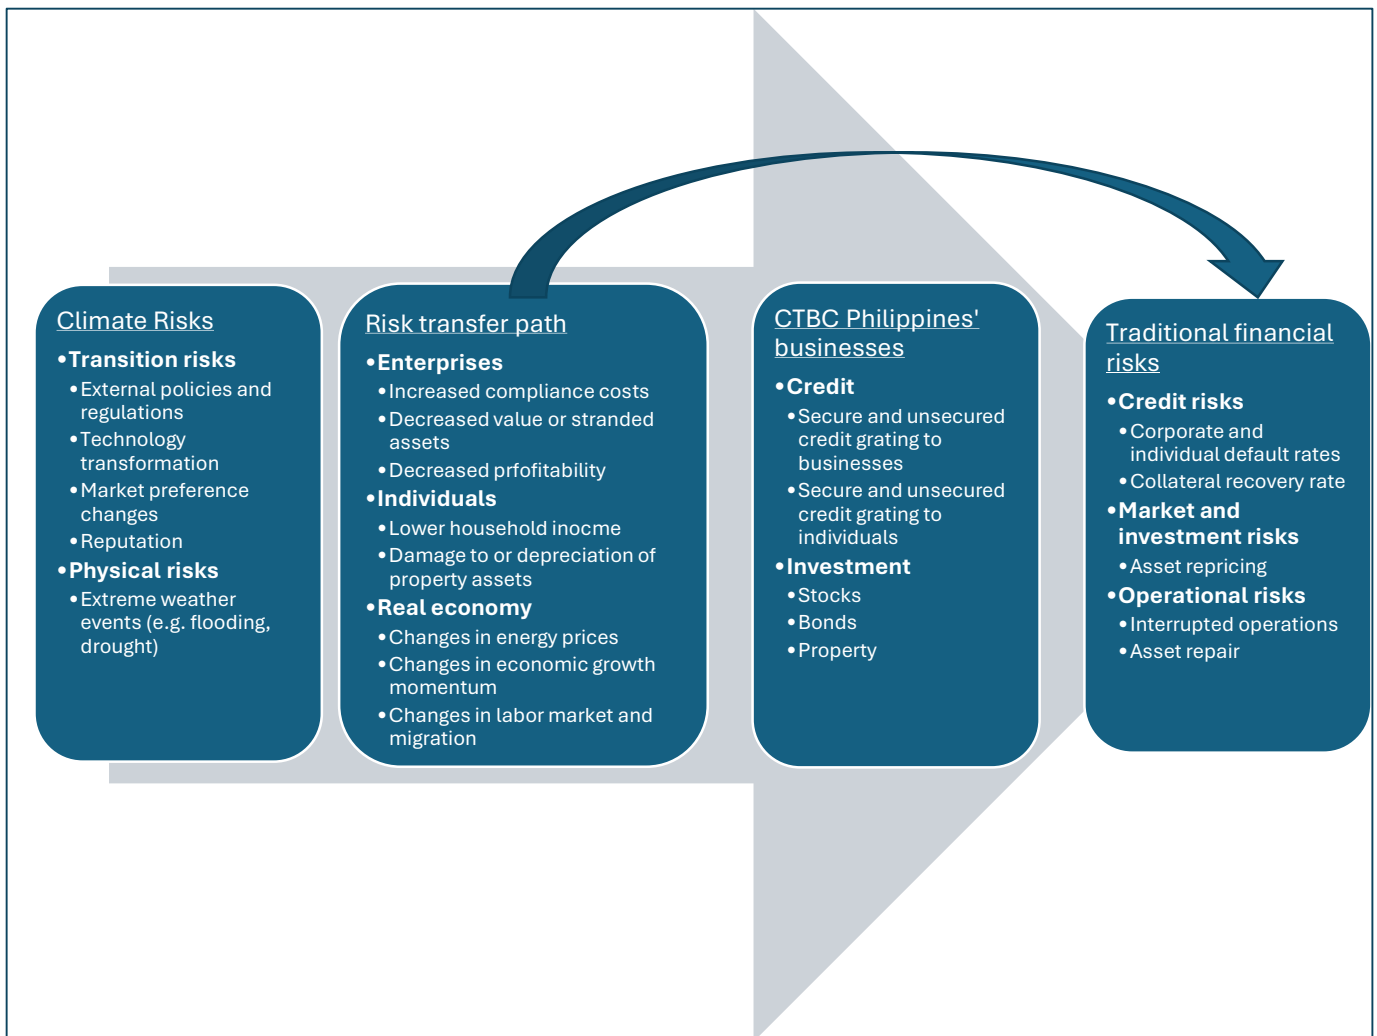 Climate Risks
•Transition risks
•External policies and
regulations
•Technology
transformation
•Market preference
changes
•Reputation
•Physical risks
•Extreme weather
events (e.g. flooding,
drought)
Risk transfer path
•Enterprises
•Increased compliance costs
•Decreased value or stranded
assets
•Decreased prfofitability
•Individuals
•Lower household inocme
•Damage to or depreciation of
property assets
•Real economy
•Changes in energy prices
•Changes in economic growth
momentum
•Changes in labor market and
migration
CTBC Philippines'
businesses
•Credit
•Secure and unsecured
credit grating to
businesses
•Secure and unsecured
credit grating to
individuals
•Investment
•Stocks
•Bonds
•Property
Traditional financial
risks
•Credit risks
•Corporate and
individual default rates
•Collateral recovery rate
•Market and
investment risks
•Asset repricing
•Operational risks
•Interrupted operations
•Asset repair